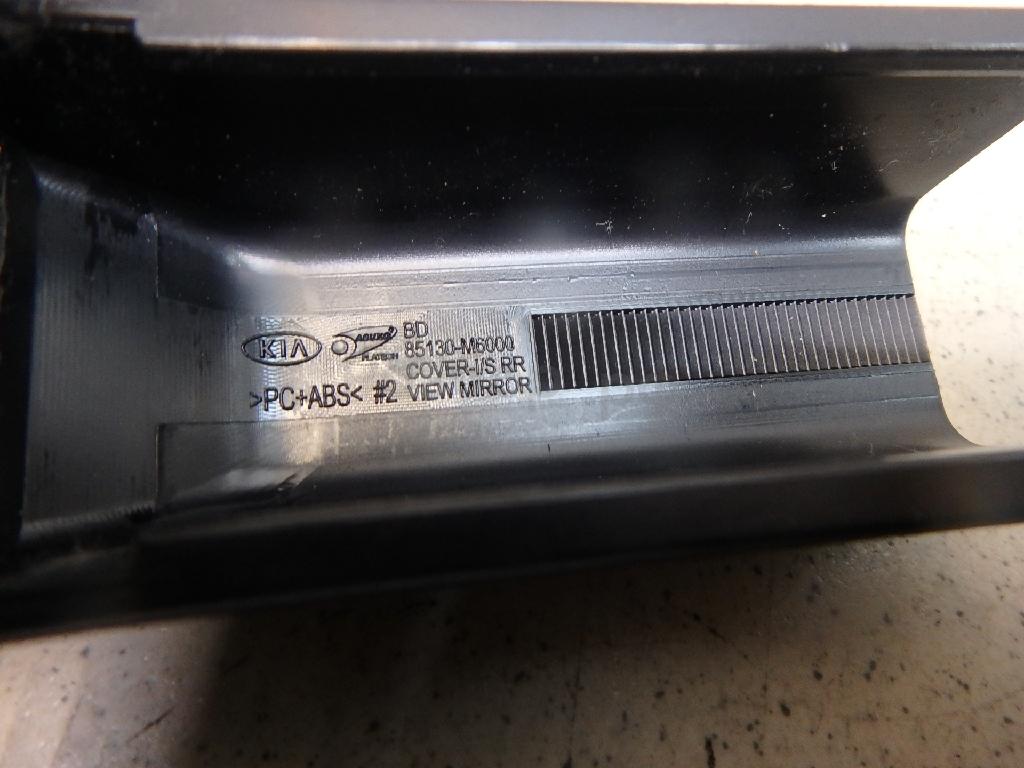 KIA
BD
85130-M6000
COVER-I/S RR
VIEW MIRROR
>PC+ABS< #2